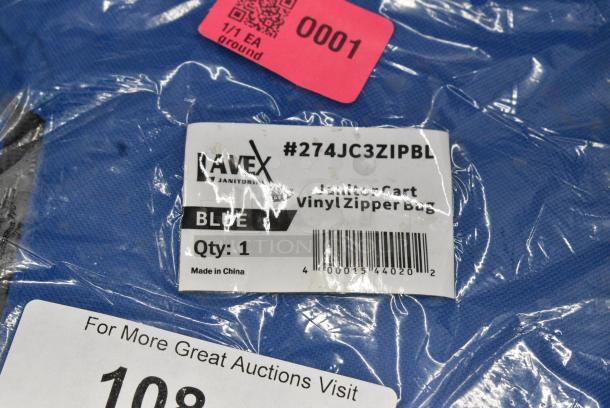 0001
1/1 EA
ground
LAVEX
JANITORIAL
#274JC3ZIPBL
Janitor Cart
Vinyl Zipper Bag
BLUE
Qty: 1
Made in China
4 00015 44020 2
For More Great Auctions Visit
108